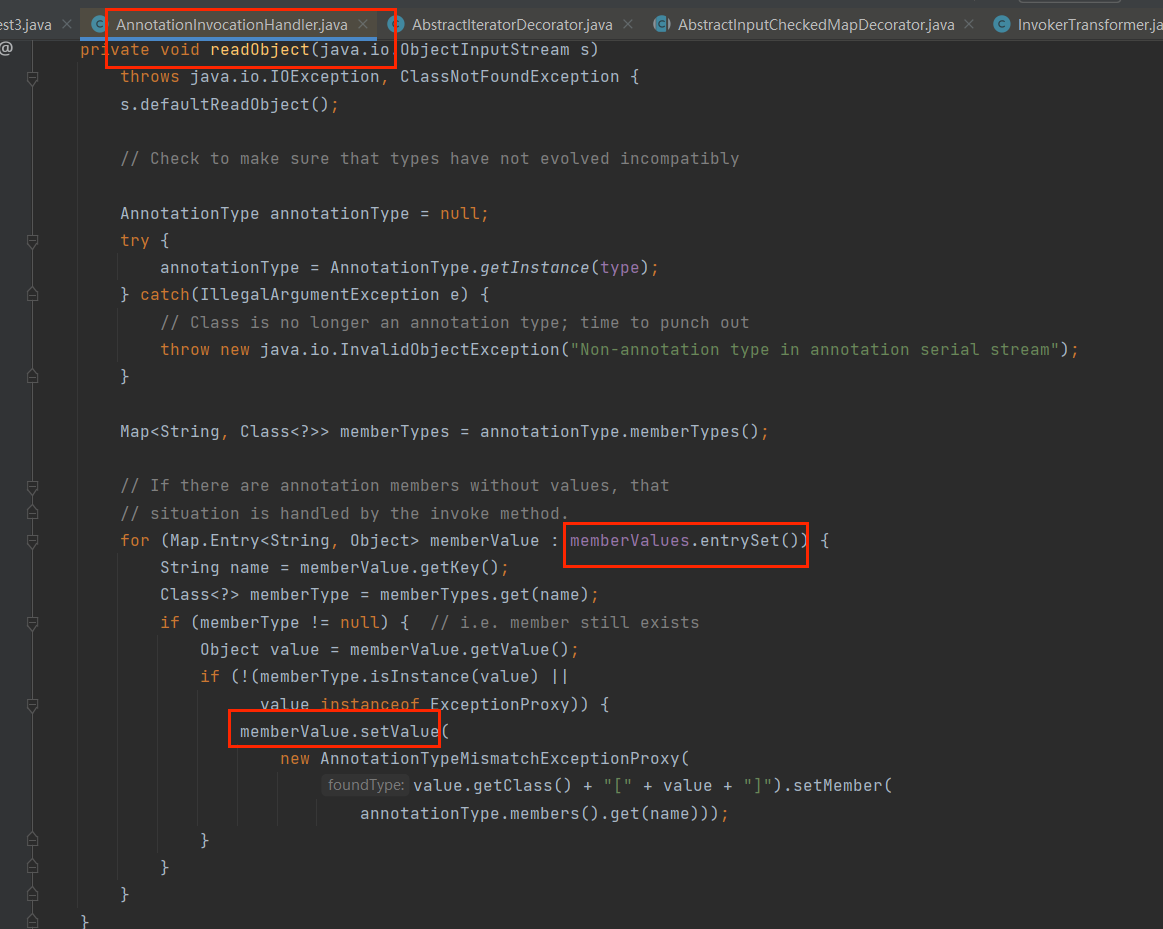 est3.java × AnnotationInvocationHandler.java × AbstractIteratorDecorator.java × AbstractInputCheckedMapDecorator.java × InvokerTransformer.ja
@ private void readObject(java.io.ObjectInputStream s)
throws java.io.IOException, ClassNotFoundException {
s.defaultReadObject();
// Check to make sure that types have not evolved incompatibly
AnnotationType annotationType = null;
try {
annotationType = AnnotationType.getInstance(type);
} catch(IllegalArgumentException e) {
// Class is no longer an annotation type; time to punch out
throw new java.io.InvalidObjectException("Non-annotation type in annotation serial stream");
}
Map<String, Class<?>> memberTypes = annotationType.memberTypes();
// If there are annotation members without values, that
// situation is handled by the invoke method.
for (Map.Entry<String, Object> memberValue : memberValues.entrySet()) {
String name = memberValue.getKey();
Class<?> memberType = memberTypes.get(name);
if (memberType != null) {  // i.e. member still exists
Object value = memberValue.getValue();
if (!(memberType.isInstance(value) ||
value instanceof ExceptionProxy)) {
memberValue.setValue(
new AnnotationTypeMismatchExceptionProxy(
foundType: value.getClass() + "[" + value + "]").setMember(
annotationType.members().get(name)));
}
}
}
}